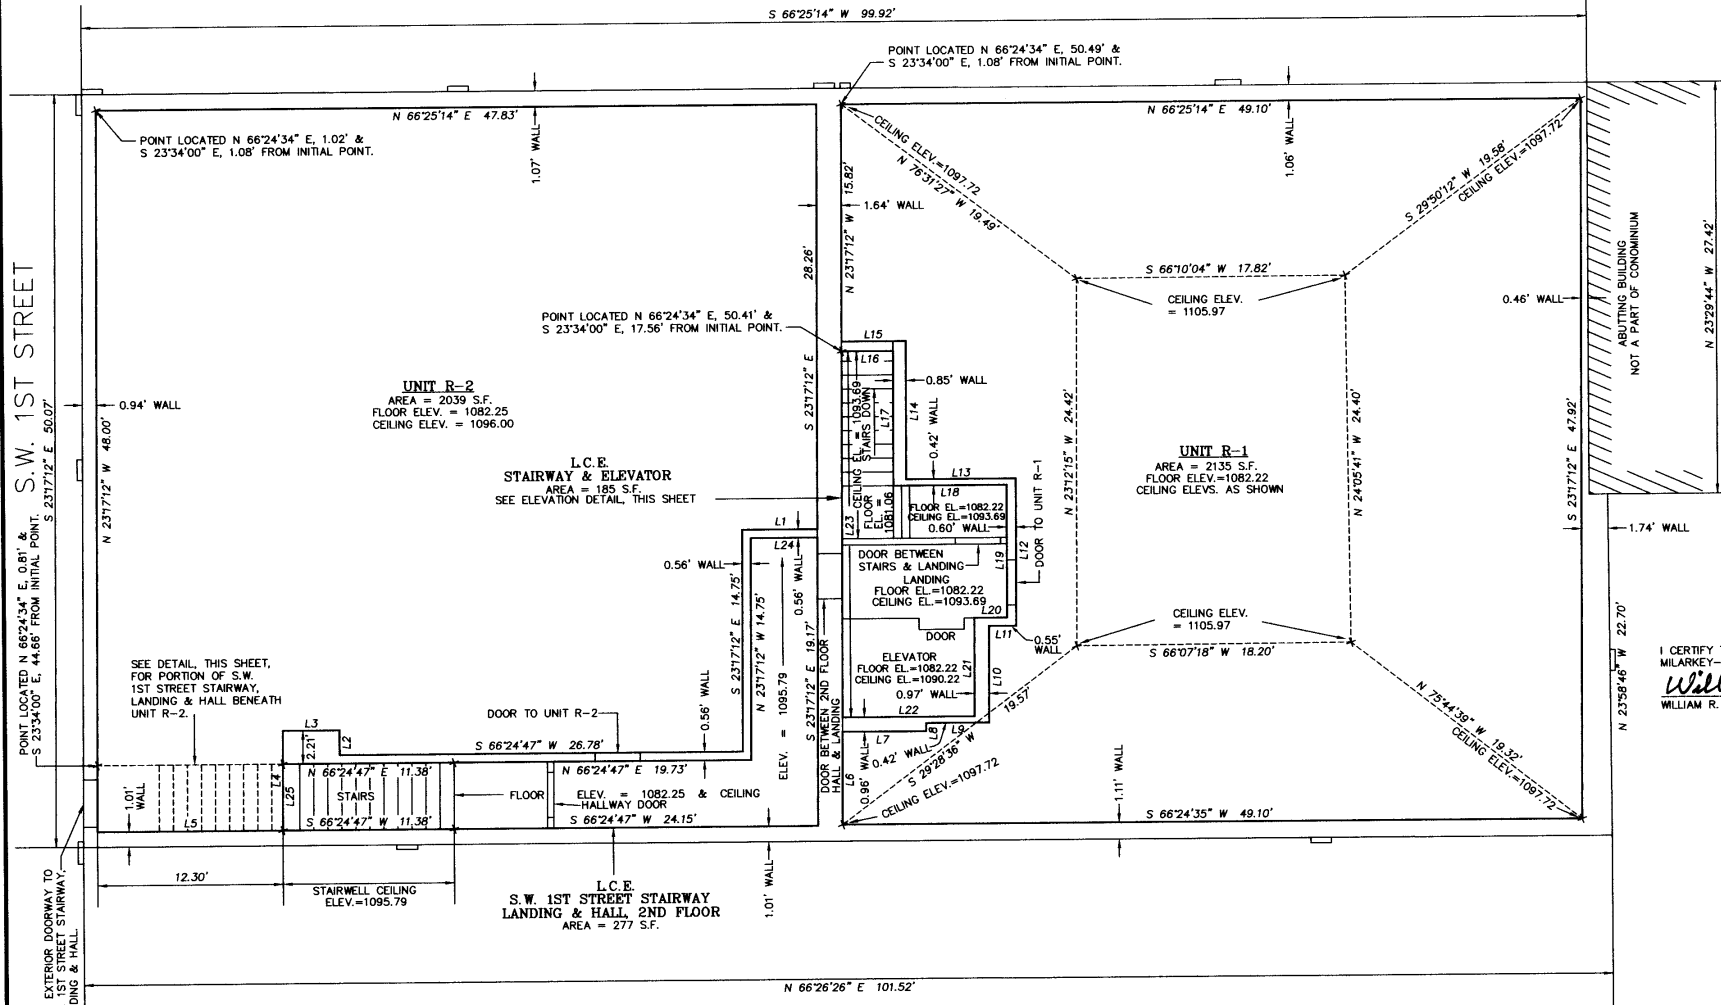 S 66°25'14" W  99.92'
POINT LOCATED N 66°24'34" E, 50.49' &
S 23°34'00" E, 1.08' FROM INITIAL POINT.
N 66°25'14" E  47.83'
N 66°25'14" E  49.10'
POINT LOCATED N 66°24'34" E, 1.02' &
S 23°34'00" E, 1.08' FROM INITIAL POINT.
1.07' WALL
1.06' WALL
CEILING ELEV.=1097.72
N 76°31'27" W  19.49'
S 29°50'12" W  19.58'
CEILING ELEV.=1097.72
N 23°17'12" W  15.82'
1.64' WALL
28.26'
S 23°17'12" E
S 66°10'04" W  17.82'
CEILING ELEV.
= 1105.97
0.46' WALL
ABUTTING BUILDING
NOT A PART OF CONOMINIUM
N 23°29'44" W  27.42'
S.W. 1ST STREET
S 23°17'12" E  50.07'
POINT LOCATED N 66°24'34" E, 50.41' &
S 23°34'00" E, 17.56' FROM INITIAL POINT.
L15
L16
0.85' WALL
UNIT R-2
AREA = 2039 S.F.
FLOOR ELEV. = 1082.25
CEILING ELEV. = 1096.00
0.94' WALL
N 23°17'12" W  48.00'
CEILING EL. = 1093.69
STAIRS DOWN
L17
L14
0.42' WALL
L13
N 23°12'15" W  24.42'
N 24°05'41" W  24.40'
S 23°17'12" E  47.92'
UNIT R-1
AREA = 2135 S.F.
FLOOR ELEV.=1082.22
CEILING ELEVS. AS SHOWN
L.C.E.
STAIRWAY & ELEVATOR
AREA = 185 S.F.
SEE ELEVATION DETAIL, THIS SHEET
L18
FLOOR EL.=1082.22
CEILING EL.=1093.69
0.60' WALL
L23
FLOOR
EL. =
1081.06
DOOR TO UNIT R-1
L12
L19
1.74' WALL
L1
L24
DOOR BETWEEN
STAIRS & LANDING
LANDING
FLOOR EL.=1082.22
CEILING EL.=1093.69
0.56' WALL
0.56' WALL
S 23°17'12" E  14.75'
N 23°17'12" W  14.75'
L20
DOOR
L11
0.55'
WALL
CEILING ELEV.
= 1105.97
S 66°07'18" W  18.20'
N 23°58'46" W  22.70'
POINT LOCATED N 66°24'34" E, 0.81' &
S 23°34'00" E, 44.66' FROM INITIAL POINT.
SEE DETAIL, THIS SHEET,
FOR PORTION OF S.W.
1ST STREET STAIRWAY,
LANDING & HALL BENEATH
UNIT R-2.
S 23°17'12" E  19.17'
DOOR BETWEEN 2ND FLOOR
HALL & LANDING
ELEVATOR
FLOOR EL.=1082.22
CEILING EL.=1090.22
0.97' WALL
L21
L10
L22
I CERTIFY
MILARKEY-
Will
WILLIAM R.
L3
L2
2.21'
DOOR TO UNIT R-2
0.56' WALL
S 66°24'47" W  26.78'
L7
L8
L9
0.42' WALL
S 29°28'36" W  19.57'
CEILING ELEV.=1097.72
N 75°44'39" W  19.32'
CEILING ELEV.=1097.72
L4
L25
N 66°24'47" E  11.38'
STAIRS
S 66°24'47" W  11.38'
N 66°24'47" E  19.73'
FLOOR
ELEV. = 1082.25 & CEILING
ELEV. = 1095.79
HALLWAY DOOR
S 66°24'47" W  24.15'
L6
0.96' WALL
1.11' WALL
S 66°24'35" W  49.10'
1.01'
WALL
L5
12.30'
STAIRWELL CEILING
ELEV.=1095.79
L.C.E.
S.W. 1ST STREET STAIRWAY
LANDING & HALL, 2ND FLOOR
AREA = 277 S.F.
1.01' WALL
EXTERIOR DOORWAY TO
1ST STREET STAIRWAY,
DING & HALL.
N 66°26'26" E  101.52'